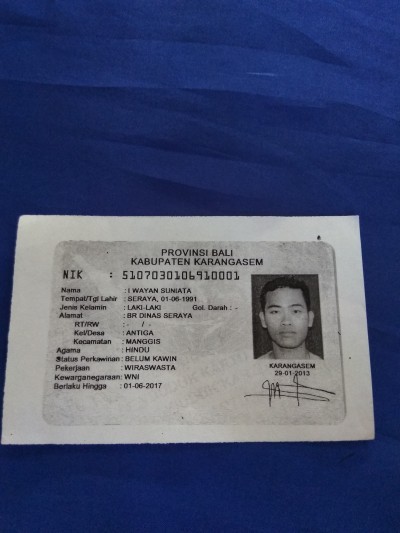 PROVINSI BALI
KABUPATEN KARANGASEM
NIK : 5107030106910001
Nama : I WAYAN SUNIATA
Tempat/Tgl Lahir : SERAYA, 01-06-1991
Jenis Kelamin : LAKI-LAKI Gol. Darah : -
Alamat : BR DINAS SERAYA
RT/RW : - / -
Kel/Desa : ANTIGA
Kecamatan : MANGGIS
Agama : HINDU
Status Perkawinan : BELUM KAWIN
Pekerjaan : WIRASWASTA
Kewarganegaraan : WNI
Berlaku Hingga : 01-06-2017
KARANGASEM
29-01-2013